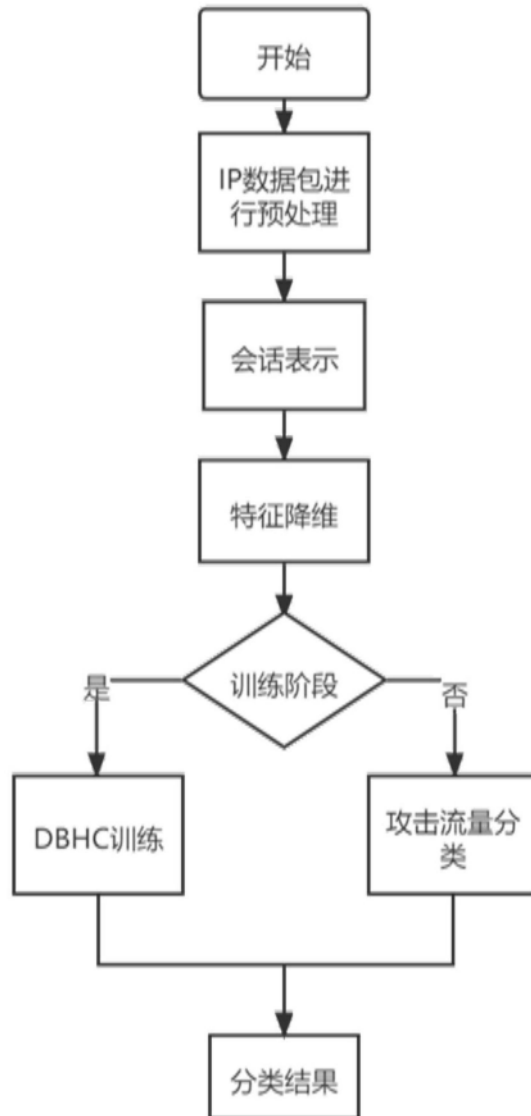 开始
IP数据包进
行预处理
会话表示
特征降维
训练阶段
是
否
DBHC训练
攻击流量分
类
分类结果